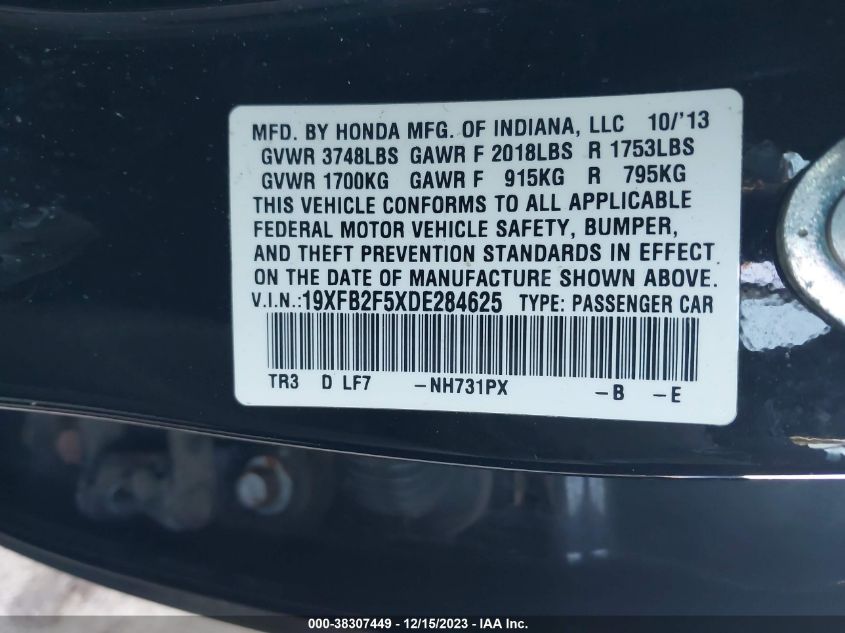 MFD. BY HONDA MFG. OF INDIANA, LLC 10/'13
GVWR 3748LBS GAWR F 2018LBS R 1753LBS
GVWR 1700KG GAWR F 915KG R 795KG
THIS VEHICLE CONFORMS TO ALL APPLICABLE
FEDERAL MOTOR VEHICLE SAFETY, BUMPER,
AND THEFT PREVENTION STANDARDS IN EFFECT
ON THE DATE OF MANUFACTURE SHOWN ABOVE.
V.I.N.:19XFB2F5XDE284625 TYPE: PASSENGER CAR
TR3 D LF7 -NH731PX -B -E
000-38307449 - 12/15/2023 - IAA Inc.